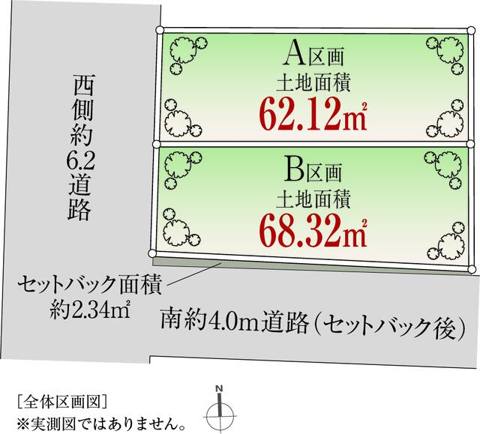 A区画
土地面積
62.12㎡
B区画
土地面積
68.32㎡
西側約6.2道路
セットバック面積
約2.34㎡
南約4.0m道路（セットバック後）
［全体区画図］
※実測図ではありません。
N